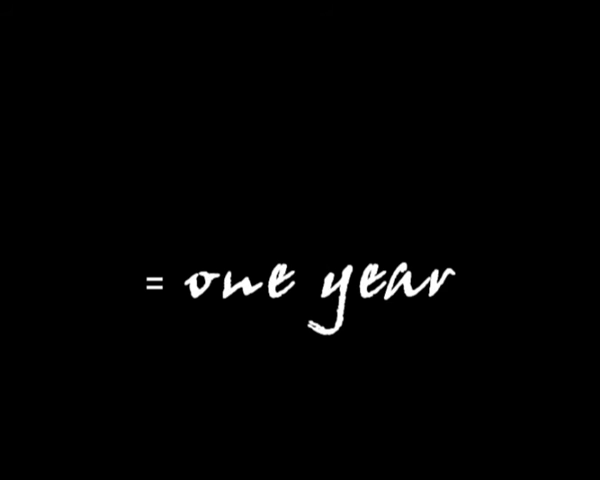 = one year